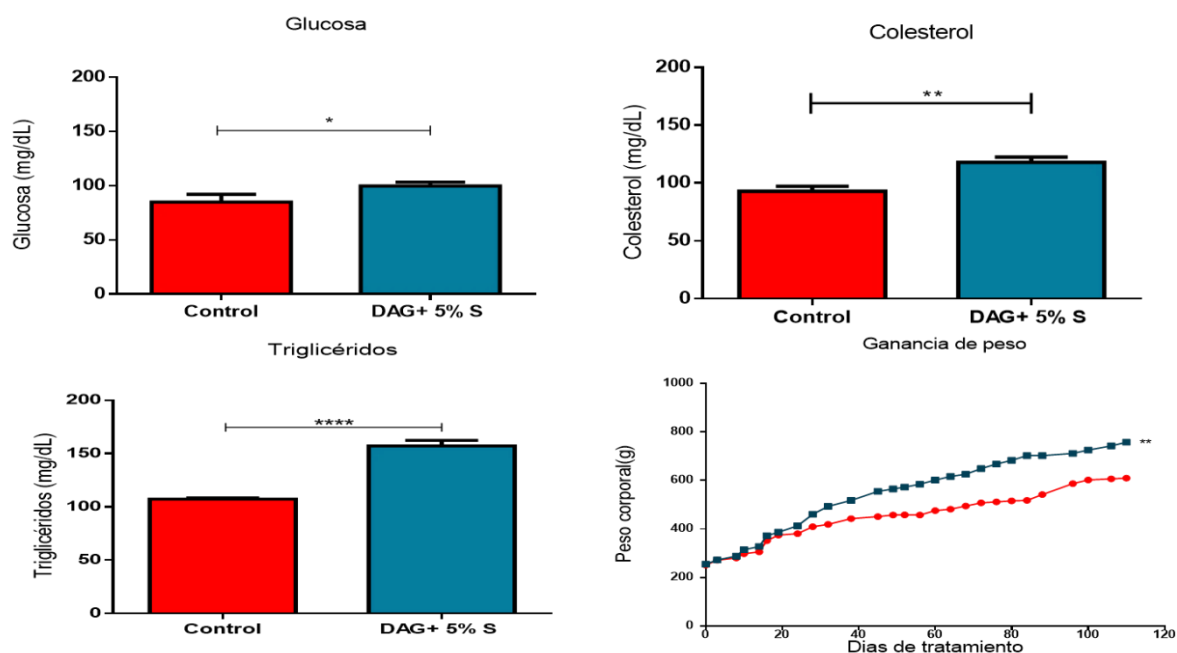 Glucosa
Glucosa (mg/dL)
200
150
100
50
0
*
Control
DAG+ 5% S
Colesterol
Colesterol (mg/dL)
200
150
100
50
0
**
Control
DAG+ 5% S
Triglicéridos
Triglicéridos (mg/dL)
200
150
100
50
0
****
Control
DAG+ 5% S
Ganancia de peso
Peso corporal(g)
1000
800
600
400
200
0
**
0 20 40 60 80 100 120
Dias de tratamiento